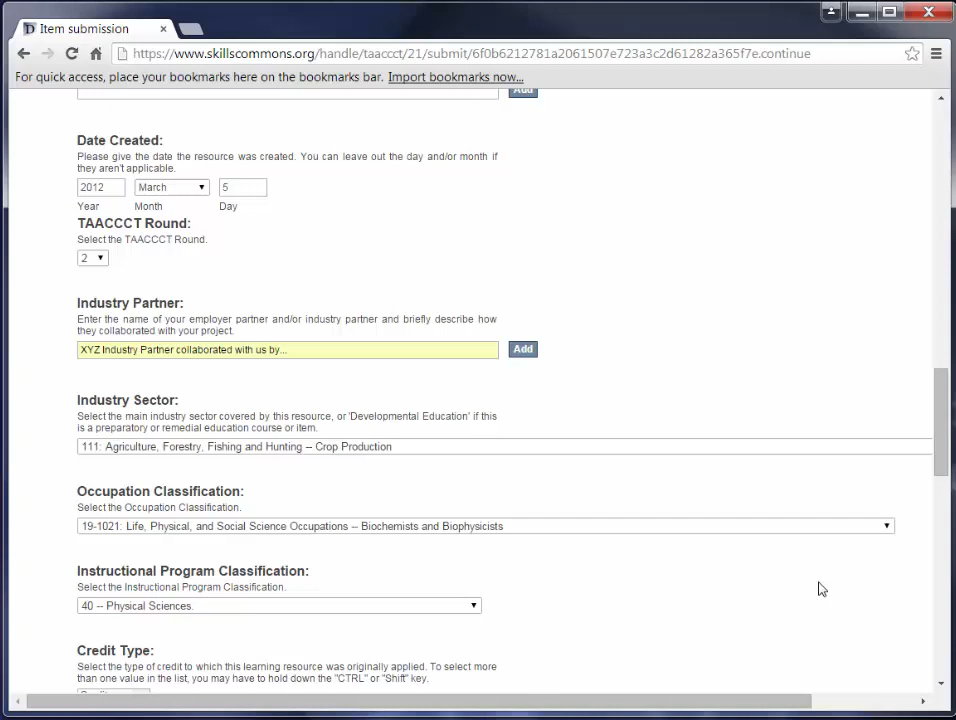 Item submission
https://www.skillscommons.org/handle/taaccct/21/submit/6f0b6212781a2061507e723a3c2d61282a365f7e.continue
For quick access, place your bookmarks here on the bookmarks bar. Import bookmarks now...
Add
Date Created:
Please give the date the resource was created. You can leave out the day and/or month if
they aren't applicable.
2012 March 5
Year Month Day
TAACCCT Round:
Select the TAACCCT Round.
2
Industry Partner:
Enter the name of your employer partner and/or industry partner and briefly describe how
they collaborated with your project.
XYZ Industry Partner collaborated with us by... Add
Industry Sector:
Select the main industry sector covered by this resource, or 'Developmental Education' if this
is a preparatory or remedial education course or item.
111: Agriculture, Forestry, Fishing and Hunting -- Crop Production
Occupation Classification:
Select the Occupation Classification.
19-1021: Life, Physical, and Social Science Occupations -- Biochemists and Biophysicists
Instructional Program Classification:
Select the Instructional Program Classification.
40 -- Physical Sciences.
Credit Type:
Select the type of credit to which this learning resource was originally applied. To select more
than one value in the list, you may have to hold down the "CTRL" or "Shift" key.